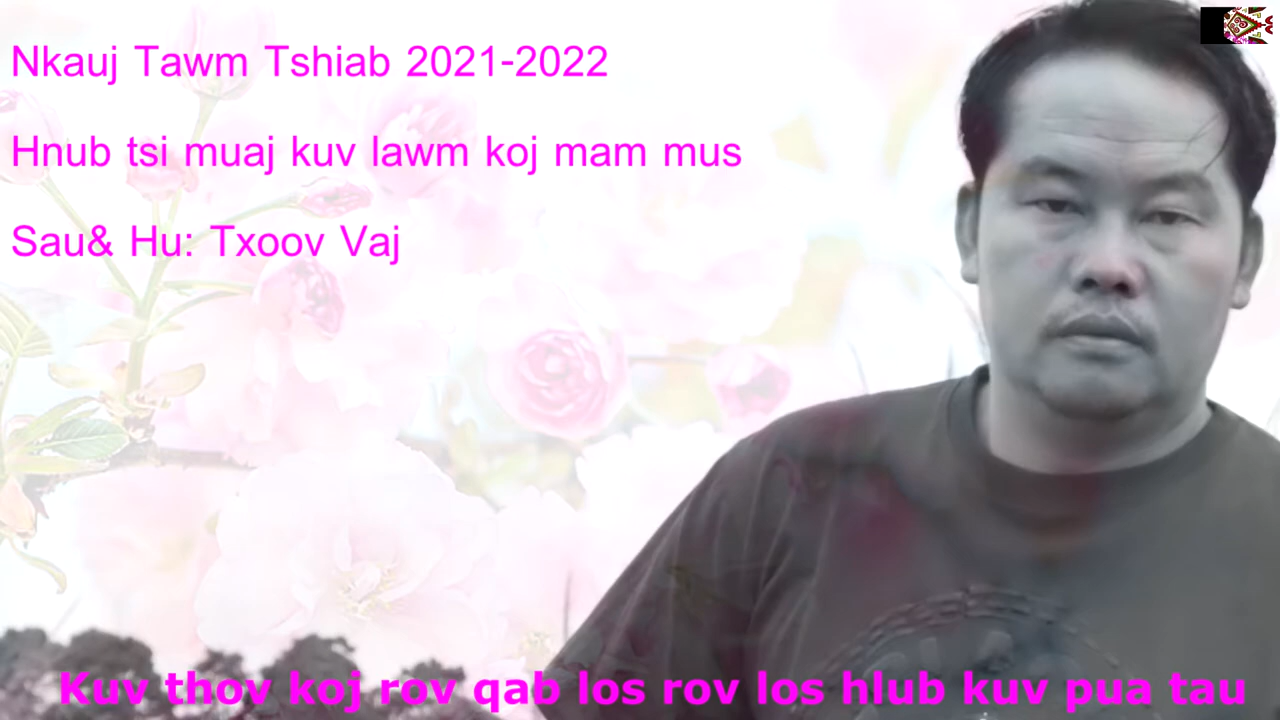 Nkauj Tawm Tshiab 2021-2022
Hnub tsi muaj kuv lawm koj mam mus
Sau& Hu: Txoov Vaj
Kuv thov koj rov qab los rov los hlub kuv pua tau